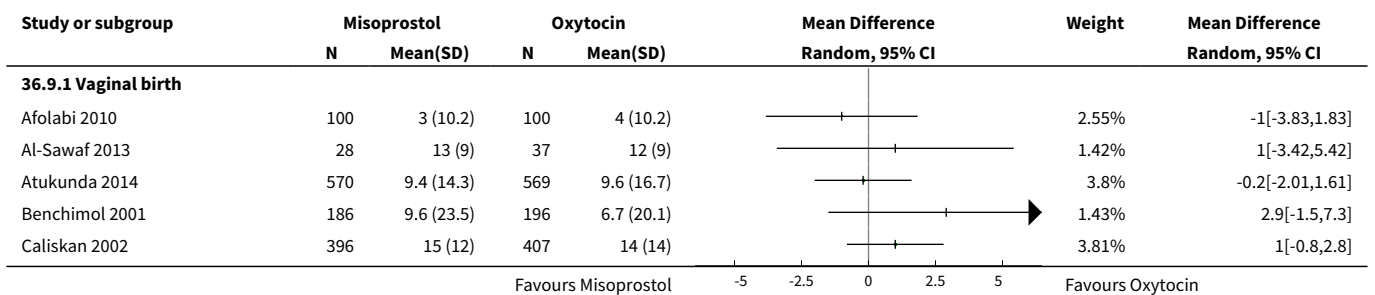 Study or subgroup Misoprostol Oxytocin Mean Difference Weight Mean Difference
N Mean(SD) N Mean(SD) Random, 95% CI Random, 95% CI
36.9.1 Vaginal birth
Afolabi 2010 100 3 (10.2) 100 4 (10.2) 2.55% -1[-3.83,1.83]
Al-Sawaf 2013 28 13 (9) 37 12 (9) 1.42% 1[-3.42,5.42]
Atukunda 2014 570 9.4 (14.3) 569 9.6 (16.7) 3.8% -0.2[-2.01,1.61]
Benchimol 2001 186 9.6 (23.5) 196 6.7 (20.1) 1.43% 2.9[-1.5,7.3]
Caliskan 2002 396 15 (12) 407 14 (14) 3.81% 1[-0.8,2.8]
Favours Misoprostol -5 -2.5 0 2.5 5 Favours Oxytocin